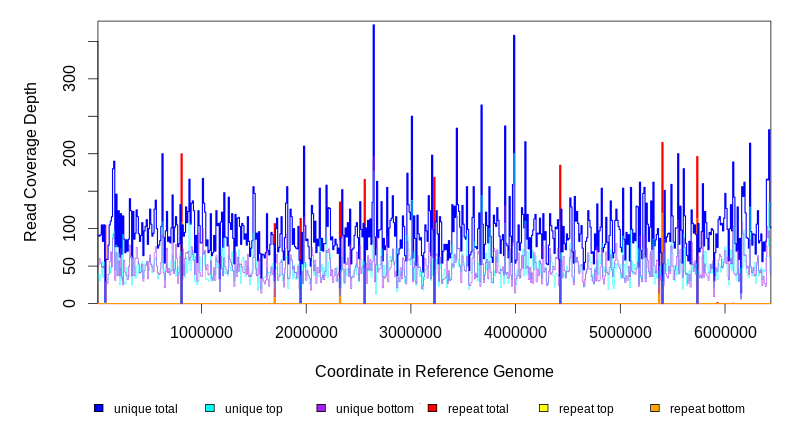 Read Coverage Depth
300
200
100
50
0
1000000 2000000 3000000 4000000 5000000 6000000
Coordinate in Reference Genome
unique total unique top unique bottom repeat total repeat top repeat bottom